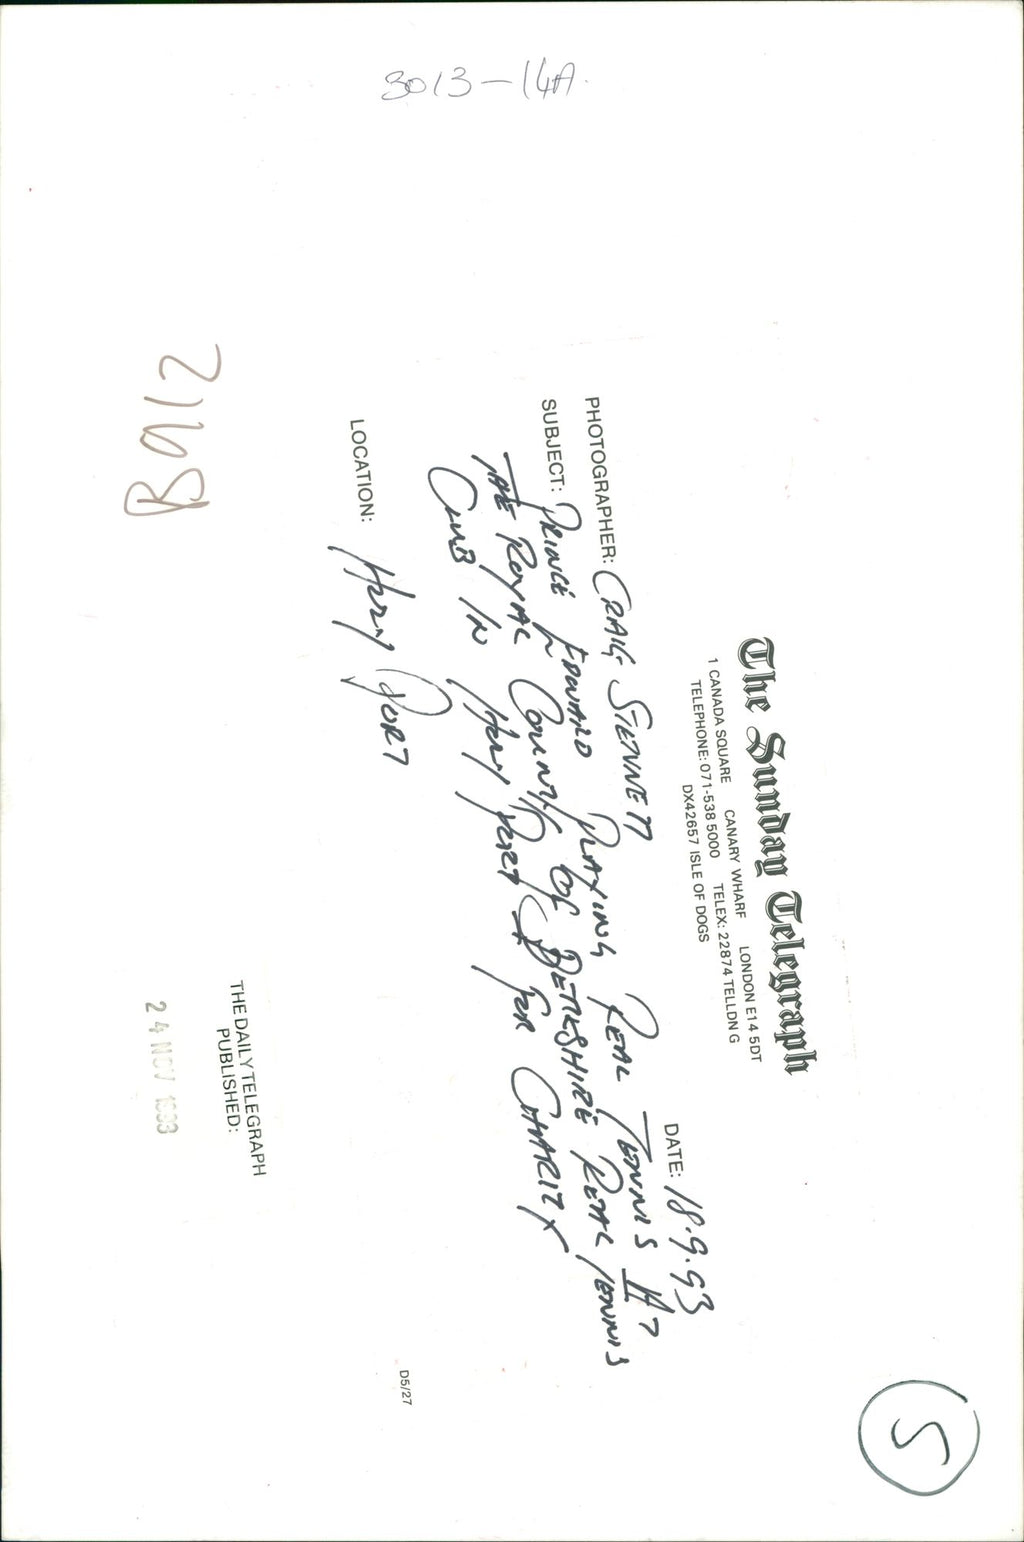 3013-14A
The Sunday Telegraph
1 CANADA SQUARE CANARY WHARF LONDON E14 5DT
TELEPHONE: 071-538 5000 TELEX: 22874 TELLDN G
DX42657 ISLE OF DOGS
DATE: 18.9.93
PHOTOGRAPHER: CRAIG STENNETT
SUBJECT: PRINCE EDWARD PLAYING REAL TENNIS AT
THE ROYAL COUNTY OF BERKSHIRE REAL TENNIS
CLUB IN HOLY PORT FOR CHARITY
LOCATION: HOLY PORT
D5/27
THE DAILY TELEGRAPH
PUBLISHED:
24 NOV 1993
B912
S